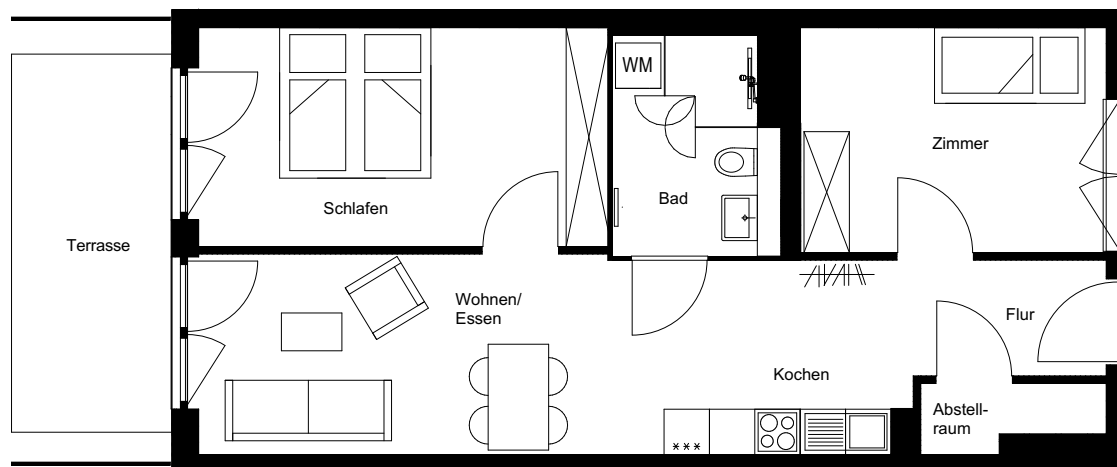 WM
Zimmer
Schlafen
Bad
Terrasse
Wohnen/
Essen
Flur
Kochen
Abstell-
raum